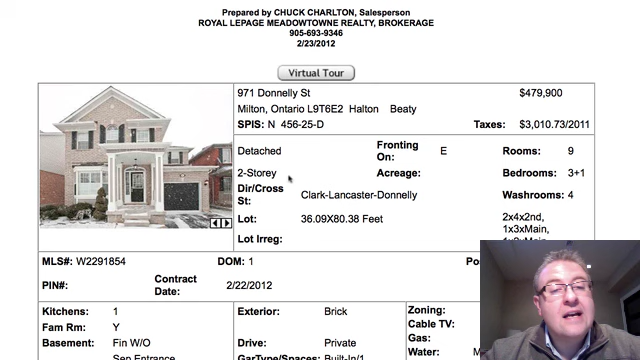 Prepared by CHUCK CHARLTON, Salesperson
ROYAL LEPAGE MEADOWTOWNE REALTY, BROKERAGE
905-693-9346
2/23/2012
Virtual Tour
971 Donnelly St $479,900
Milton, Ontario L9T6E2 Halton Beaty
SPIS: N 456-25-D Taxes: $3,010.73/2011
Detached Fronting On: E Rooms: 9
2-Storey Acreage: Bedrooms: 3+1
Dir/Cross St: Clark-Lancaster-Donnelly Washrooms: 4
Lot: 36.09X80.38 Feet 2x4x2nd,
1x3xMain,
Lot Irreg:
MLS#: W2291854 DOM: 1
PIN#: Contract Date: 2/22/2012
Kitchens: 1 Exterior: Brick Zoning:
Fam Rm: Y Cable TV:
Basement: Fin W/O Drive: Private Gas:
Sep Entrance GarType/Spaces: Built-In/1 Water: